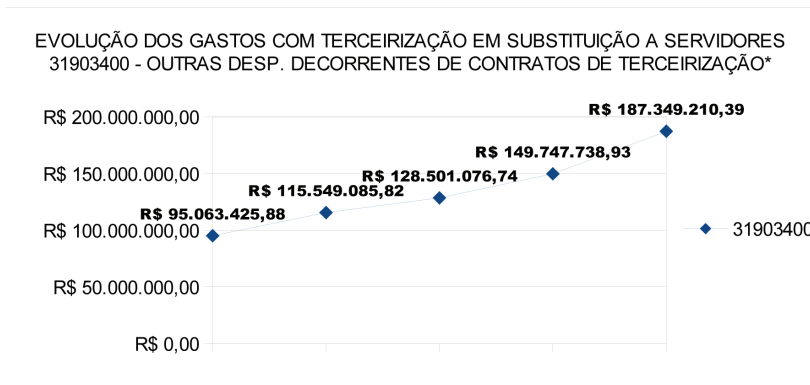 EVOLUÇÃO DOS GASTOS COM TERCEIRIZAÇÃO EM SUBSTITUIÇÃO A SERVIDORES
31903400 - OUTRAS DESP. DECORRENTES DE CONTRATOS DE TERCEIRIZAÇÃO*
R$ 187.349.210,39
R$ 200.000.000,00
R$ 149.747.738,93
R$ 150.000.000,00
R$ 128.501.076,74
R$ 115.549.085,82
R$ 95.063.425,88
R$ 100.000.000,00
31903400
R$ 50.000.000,00
R$ 0,00